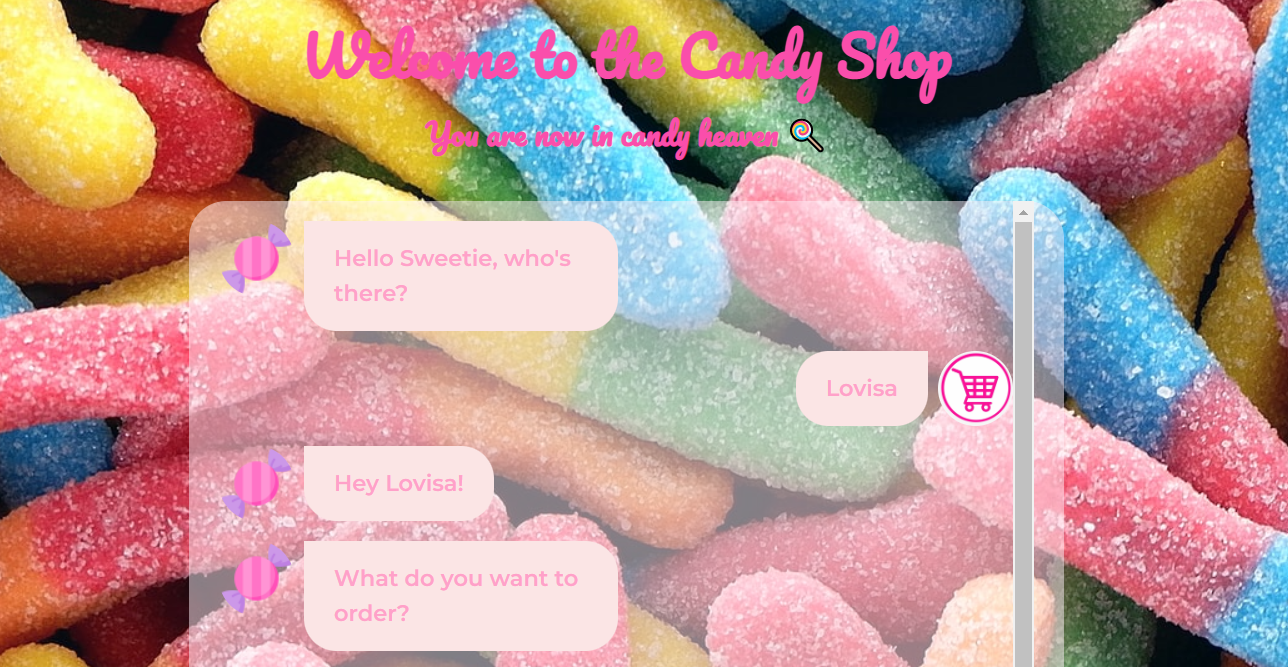 Welcome to the Candy Shop
You are now in candy heaven
Hello Sweetie, who's
there?
Lovisa
Hey Lovisa!
What do you want to
order?